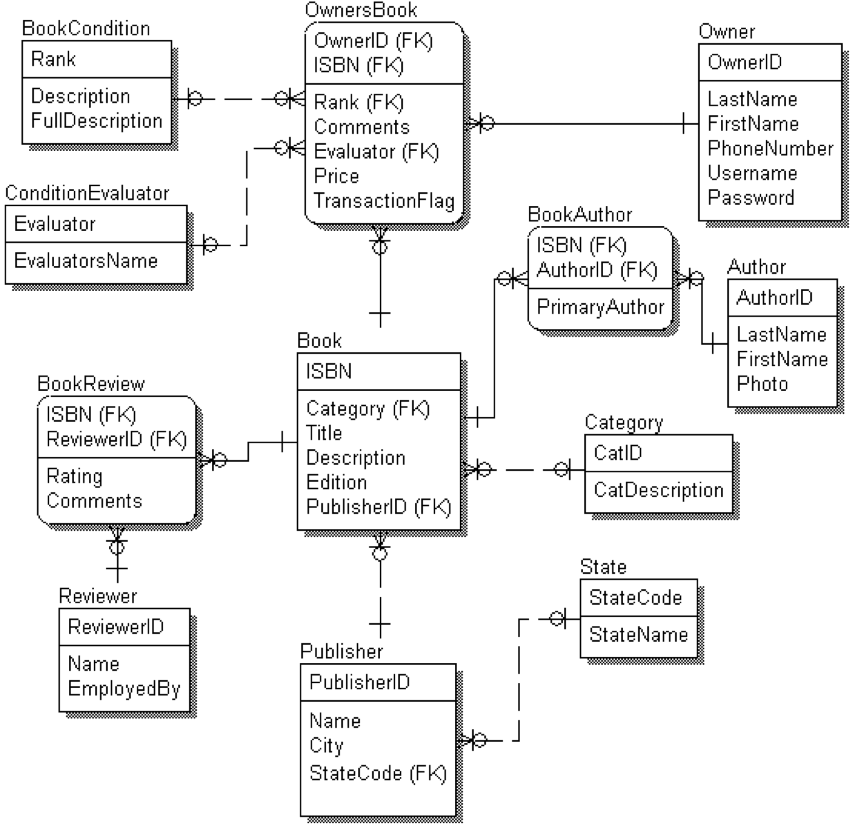 BookCondition
Rank
Description
FullDescription
OwnersBook
OwnerID (FK)
ISBN (FK)
Rank (FK)
Comments
Evaluator (FK)
Price
TransactionFlag
Owner
OwnerID
LastName
FirstName
PhoneNumber
Username
Password
ConditionEvaluator
Evaluator
EvaluatorsName
BookAuthor
ISBN (FK)
AuthorID (FK)
PrimaryAuthor
Author
AuthorID
LastName
FirstName
Photo
Book
ISBN
Category (FK)
Title
Description
Edition
PublisherID (FK)
BookReview
ISBN (FK)
ReviewerID (FK)
Rating
Comments
Category
CatID
CatDescription
Reviewer
ReviewerID
Name
EmployedBy
State
StateCode
StateName
Publisher
PublisherID
Name
City
StateCode (FK)